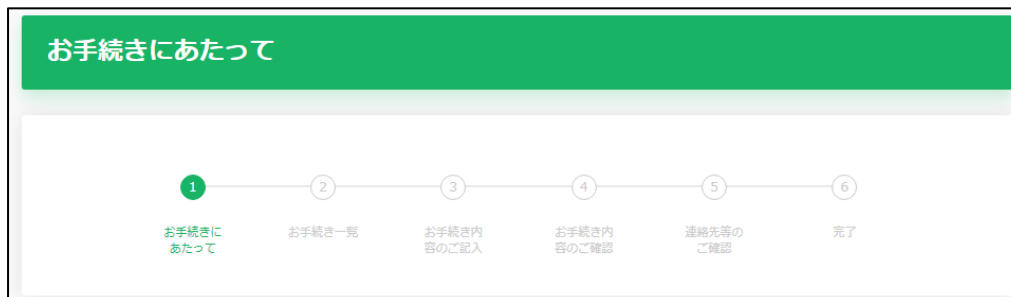 お手続きにあたって
1 2 3 4 5 6
お手続きに
あたって
お手続き一覧
お手続き内
容のご記入
お手続き内
容のご確認
連絡先等の
ご確認
完了